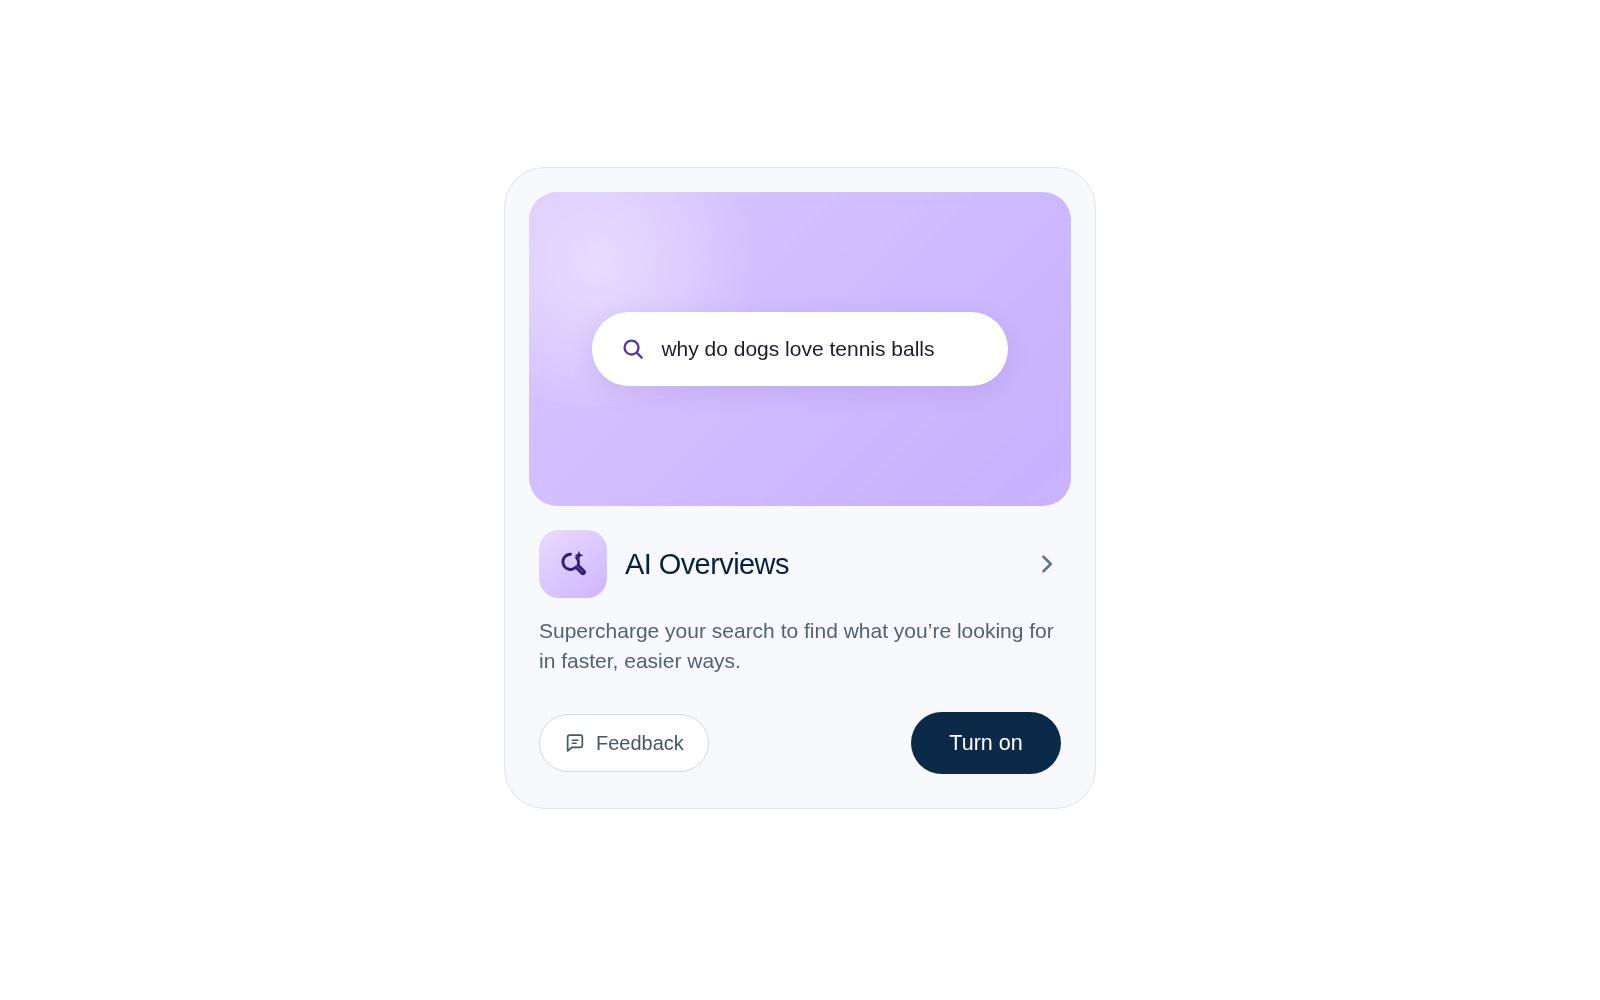 why do dogs love tennis balls
AI Overviews
Supercharge your search to find what you’re looking for
in faster, easier ways.
Feedback
Turn on